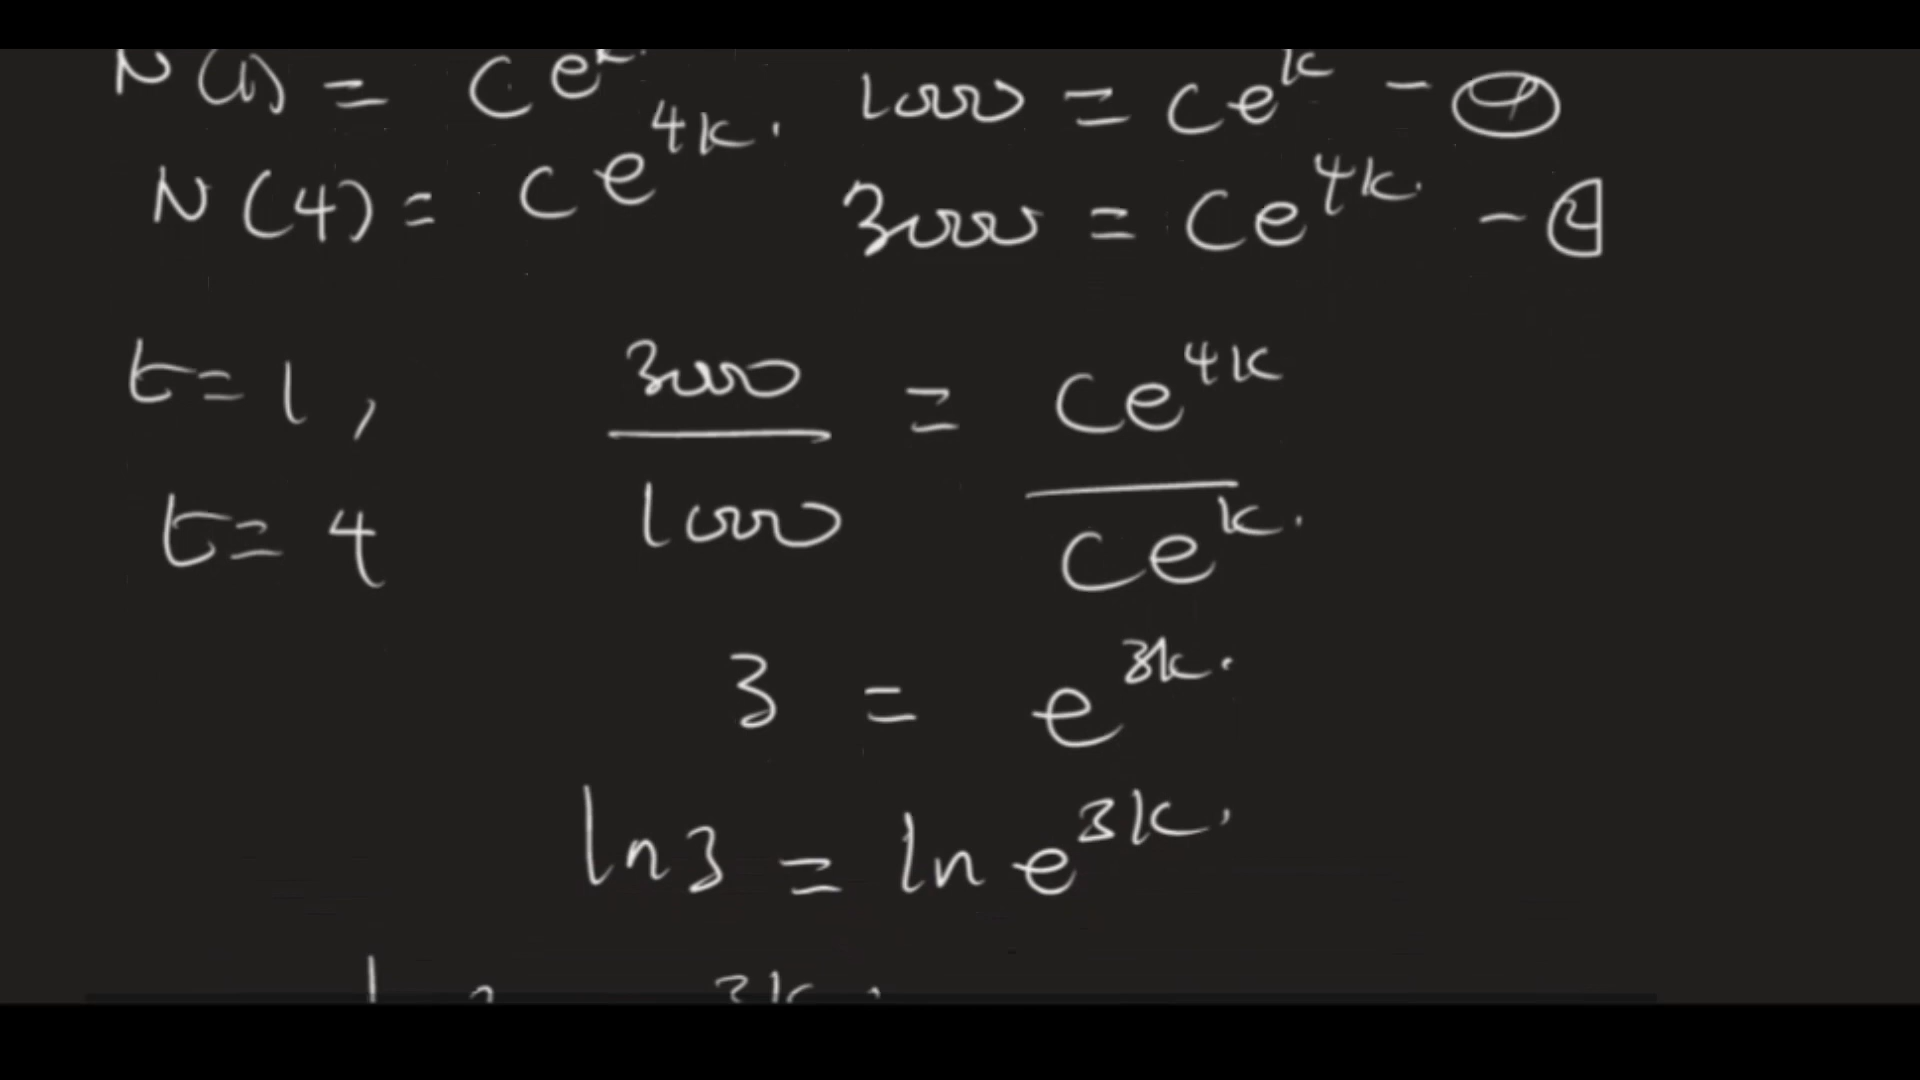 N(1) = Ce^k. 1000 = Ce^k - ①
N(4) = Ce^4k. 3000 = Ce^4k. - ②
t=1, 3000/1000 = Ce^4k/Ce^k.
t=4
3 = e^3k.
ln3 = ln e^3k.
3k.